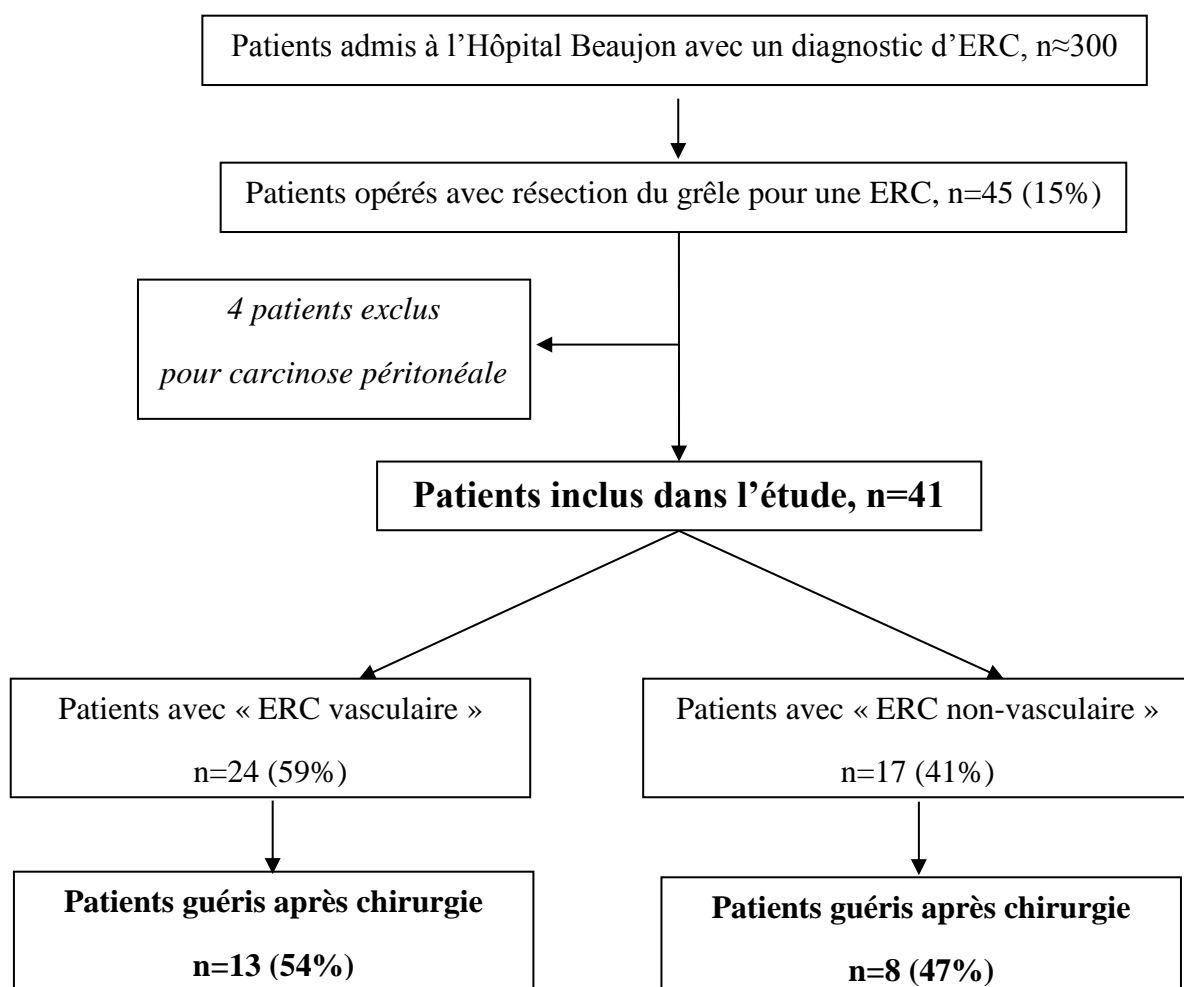 Patients admis à l’Hôpital Beaujon avec un diagnostic d’ERC, n≈300
Patients opérés avec résection du grêle pour une ERC, n=45 (15%)
4 patients exclus
pour carcinose péritonéale
Patients inclus dans l’étude, n=41
Patients avec « ERC vasculaire »
n=24 (59%)
Patients avec « ERC non-vasculaire »
n=17 (41%)
Patients guéris après chirurgie
n=13 (54%)
Patients guéris après chirurgie
n=8 (47%)